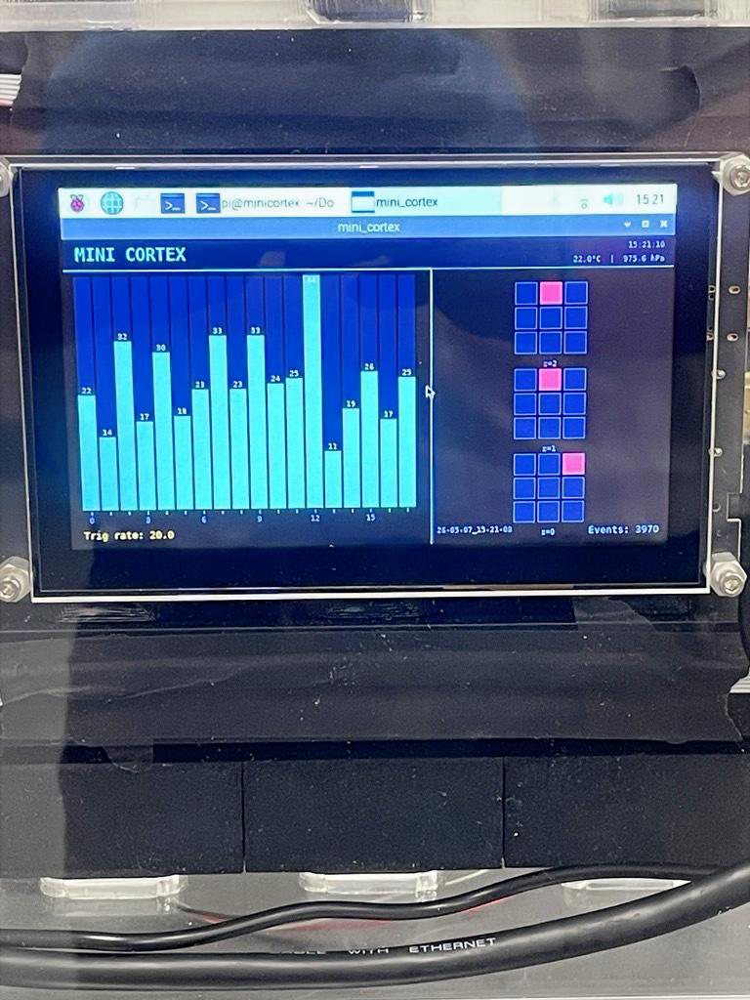 pi@minicortex: ~/Do
mini_cortex
15:21
mini_cortex
MINI CORTEX
15:21:10
22.0°C | 975.6 hPa
22
14
32
17
30
18
33
23
33
24
25
11
19
26
17
25
0
3
6
9
12
15
Trig rate: 20.0
z=2
z=1
z=0
26-05-07_15-21-08
Events: 3970
WITH ETHERNET